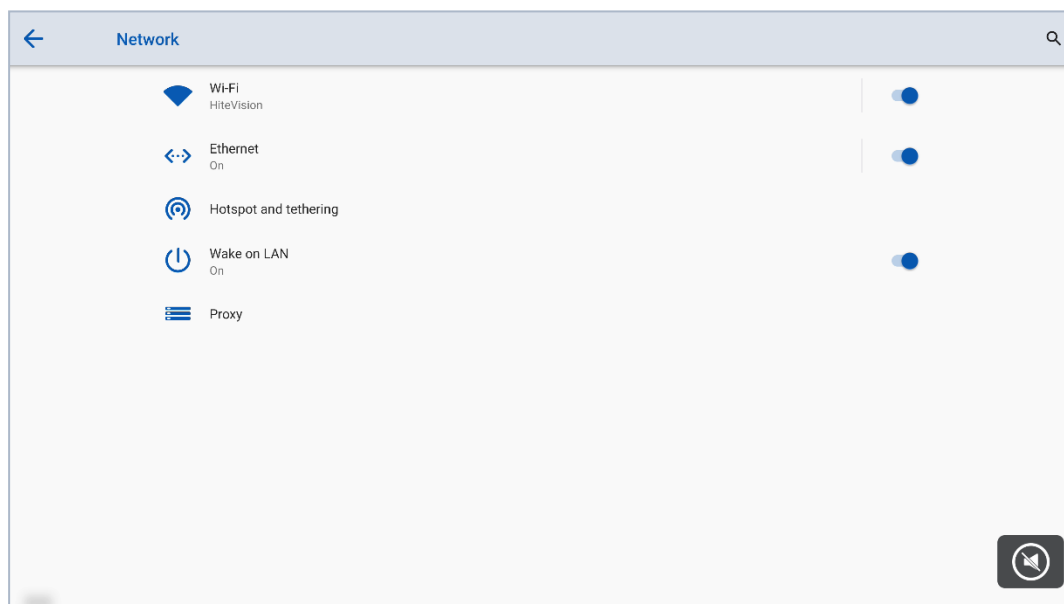 Network
Wi-Fi
HiteVision
Ethernet
On
Hotspot and tethering
Wake on LAN
On
Proxy